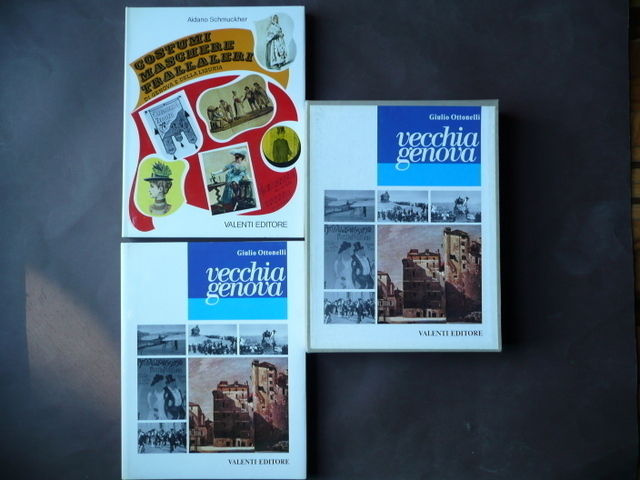 Aidano Schmuckher
COSTUMI
MASCHERE
TRALLALERI
DI GENOVA E DELLA LIGURIA
VALENTI EDITORE
Giulio Ottonelli
vecchia
genova
VALENTI EDITORE
Giulio Ottonelli
vecchia
genova
VALENTI EDITORE